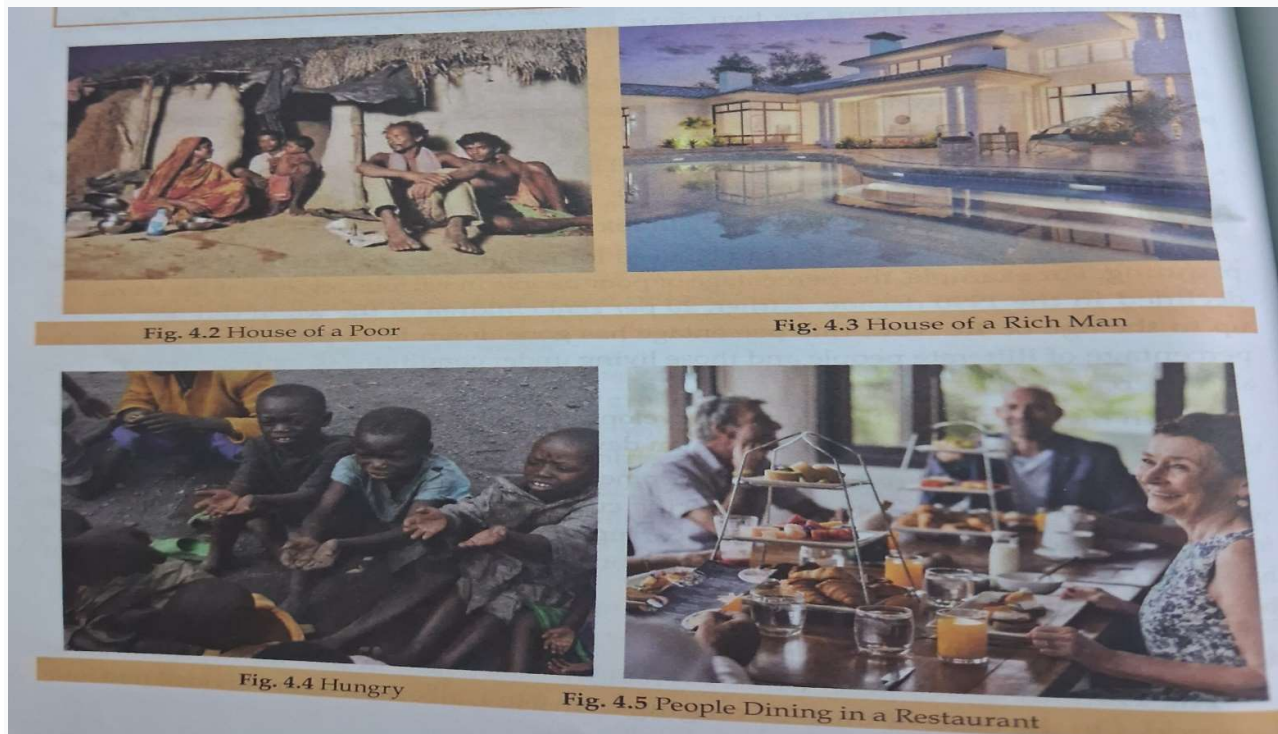 Fig. 4.2 House of a Poor
Fig. 4.3 House of a Rich Man
Fig. 4.4 Hungry
Fig. 4.5 People Dining in a Restaurant